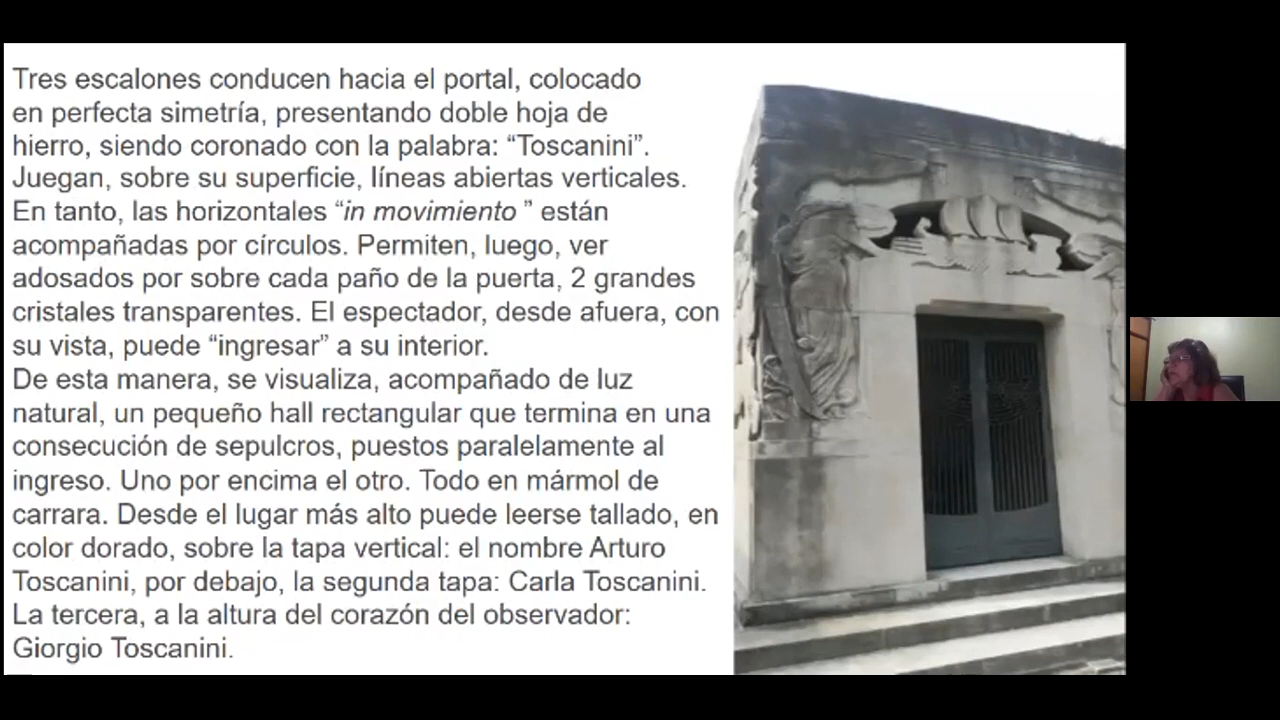 Tres escalones conducen hacia el portal, colocado
en perfecta simetría, presentando doble hoja de
hierro, siendo coronado con la palabra: “Toscanini”.
Juegan, sobre su superficie, líneas abiertas verticales.
En tanto, las horizontales “in movimiento ” están
acompañadas por círculos. Permiten, luego, ver
adosados por sobre cada paño de la puerta, 2 grandes
cristales transparentes. El espectador, desde afuera, con
su vista, puede “ingresar” a su interior.
De esta manera, se visualiza, acompañado de luz
natural, un pequeño hall rectangular que termina en una
consecución de sepulcros, puestos paralelamente al
ingreso. Uno por encima el otro. Todo en mármol de
carrara. Desde el lugar más alto puede leerse tallado, en
color dorado, sobre la tapa vertical: el nombre Arturo
Toscanini, por debajo, la segunda tapa: Carla Toscanini.
La tercera, a la altura del corazón del observador:
Giorgio Toscanini.